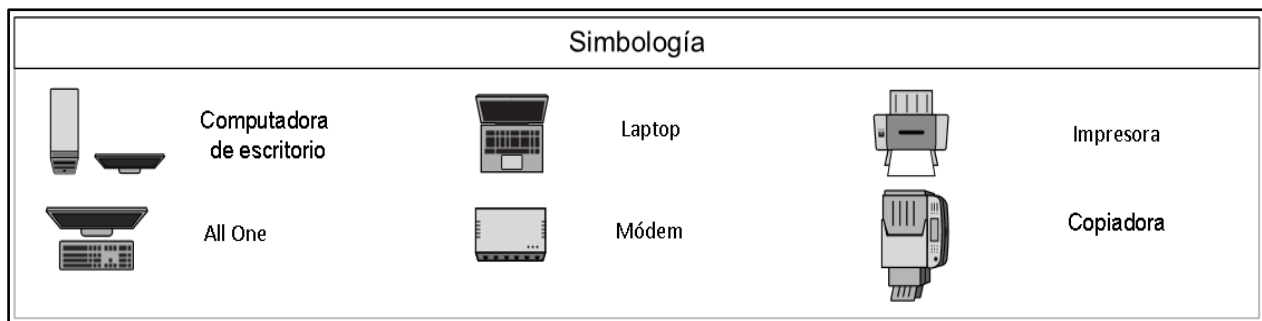 Simbología
Computadora
de escritorio
Laptop
Impresora
All One
Módem
Copiadora